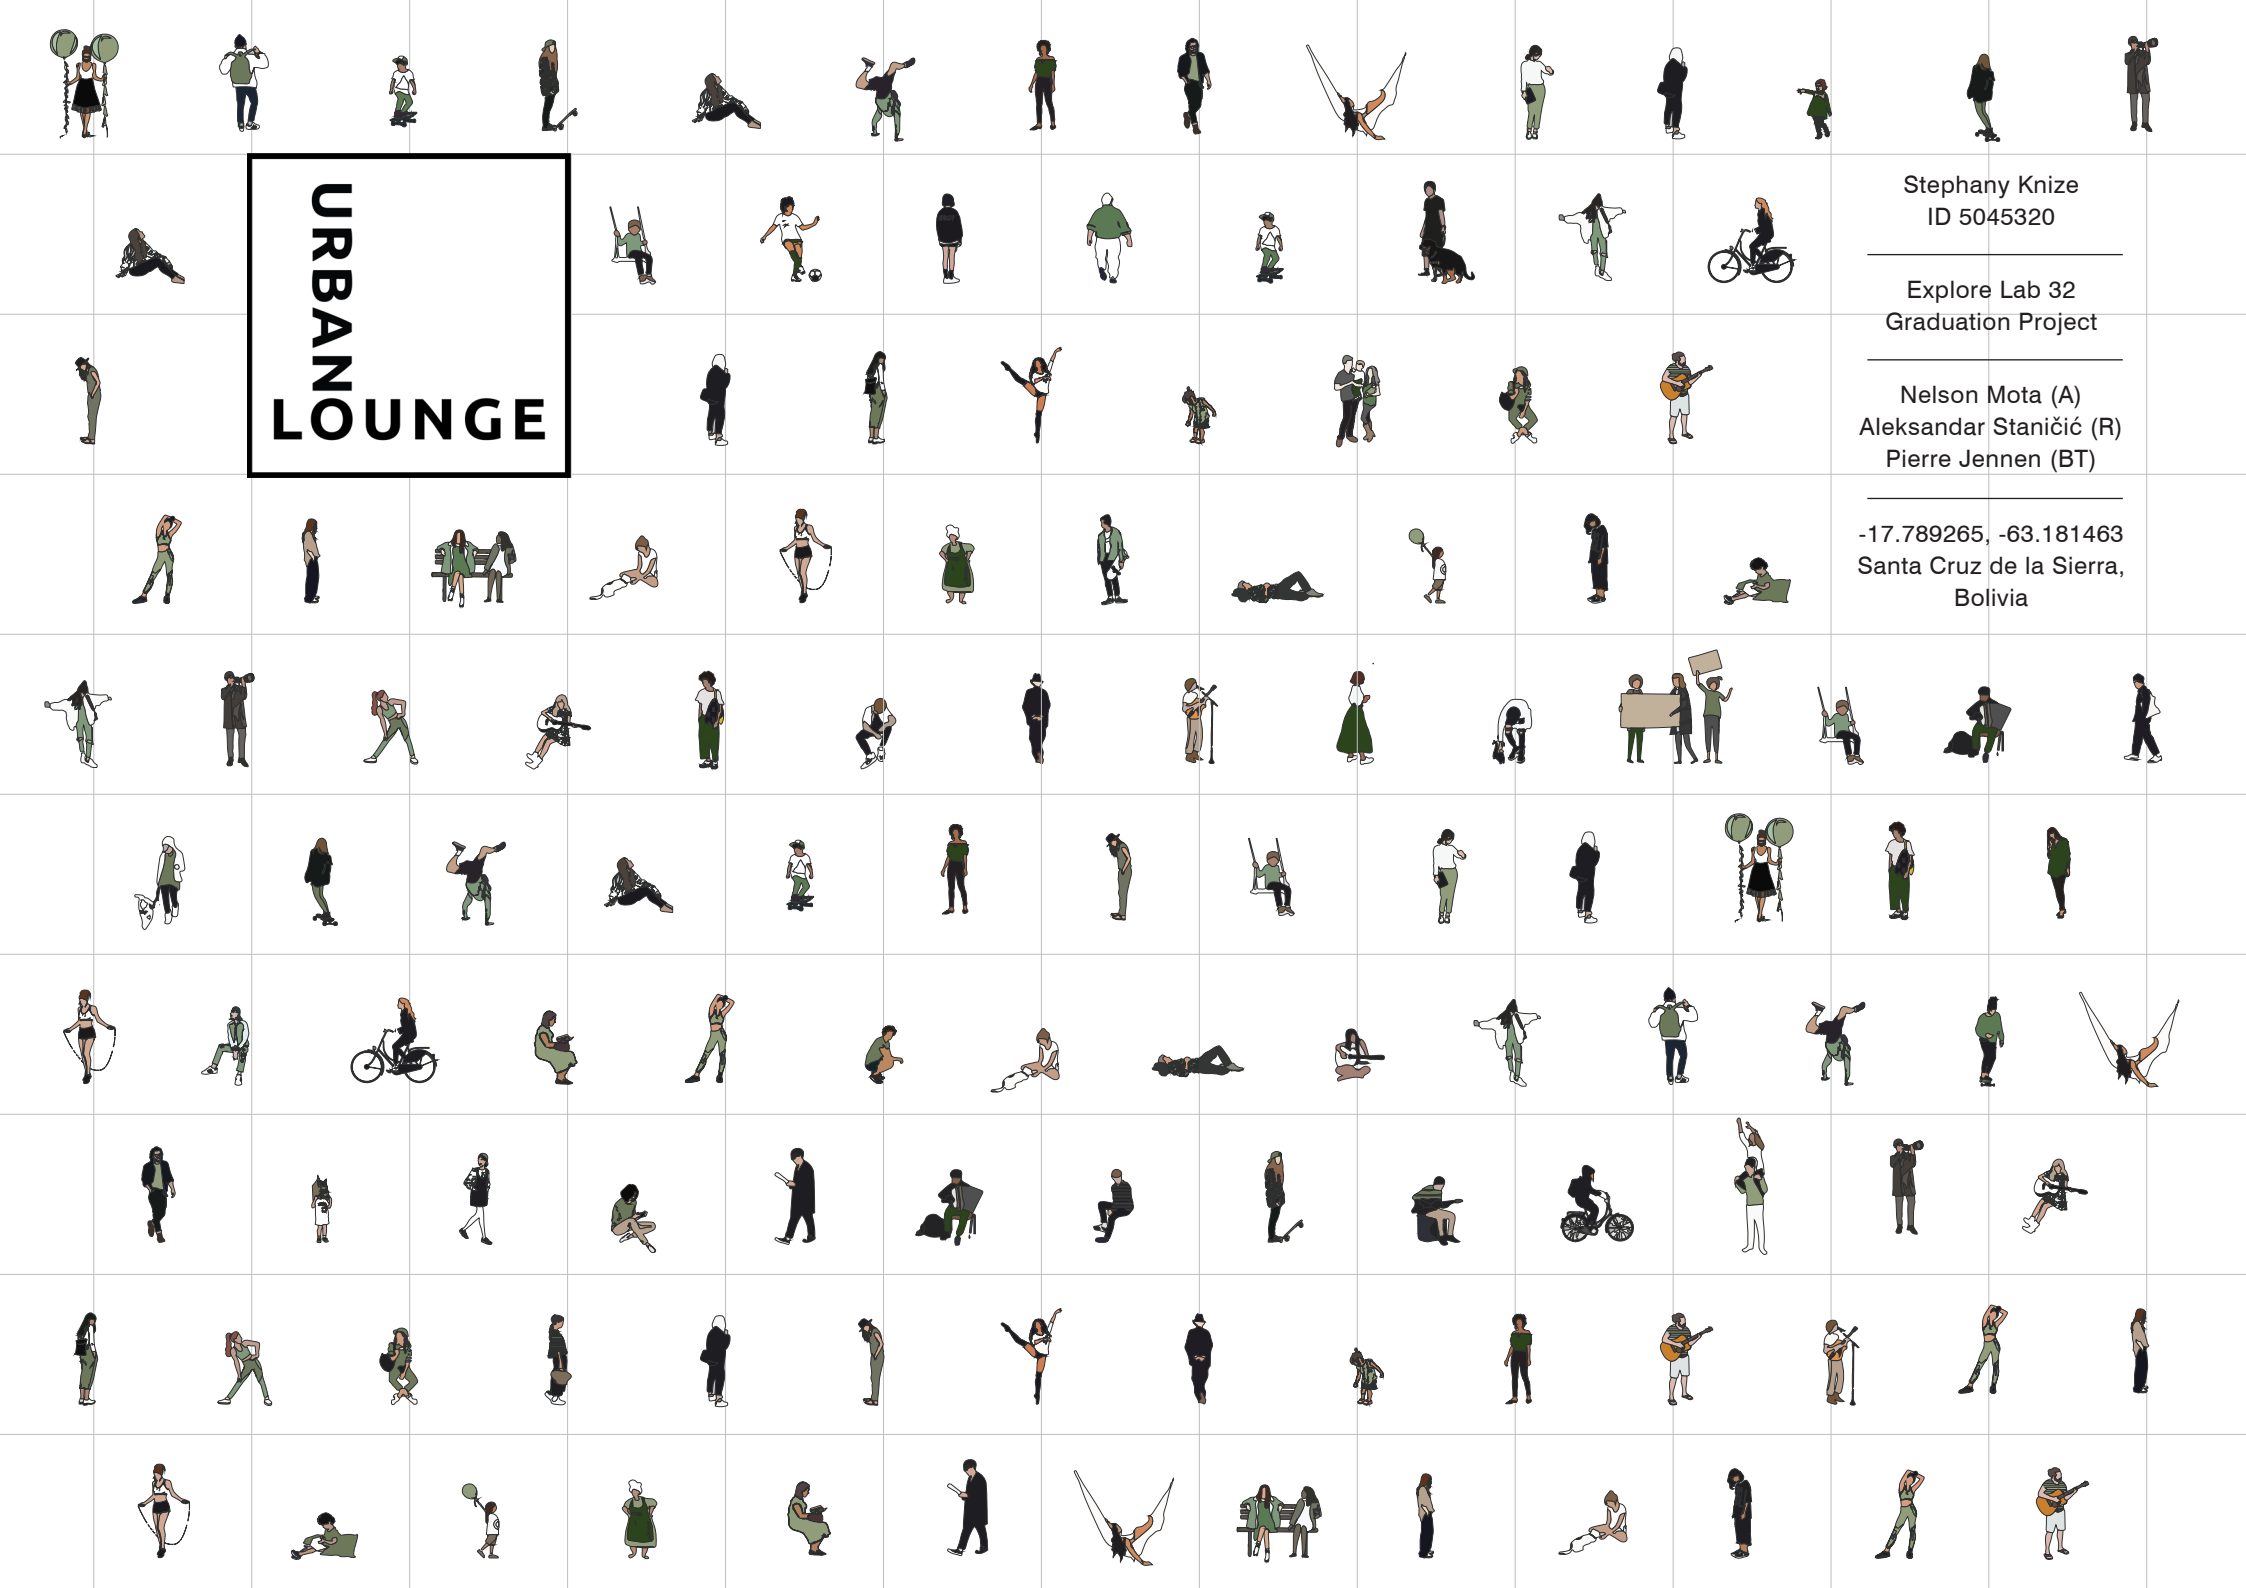 URBAN
LOUNGE
Stephany Knize
ID 5045320
Explore Lab 32
Graduation Project
Nelson Mota (A)
Aleksandar Staničić (R)
Pierre Jennen (BT)
-17.789265, -63.181463
Santa Cruz de la Sierra,
Bolivia